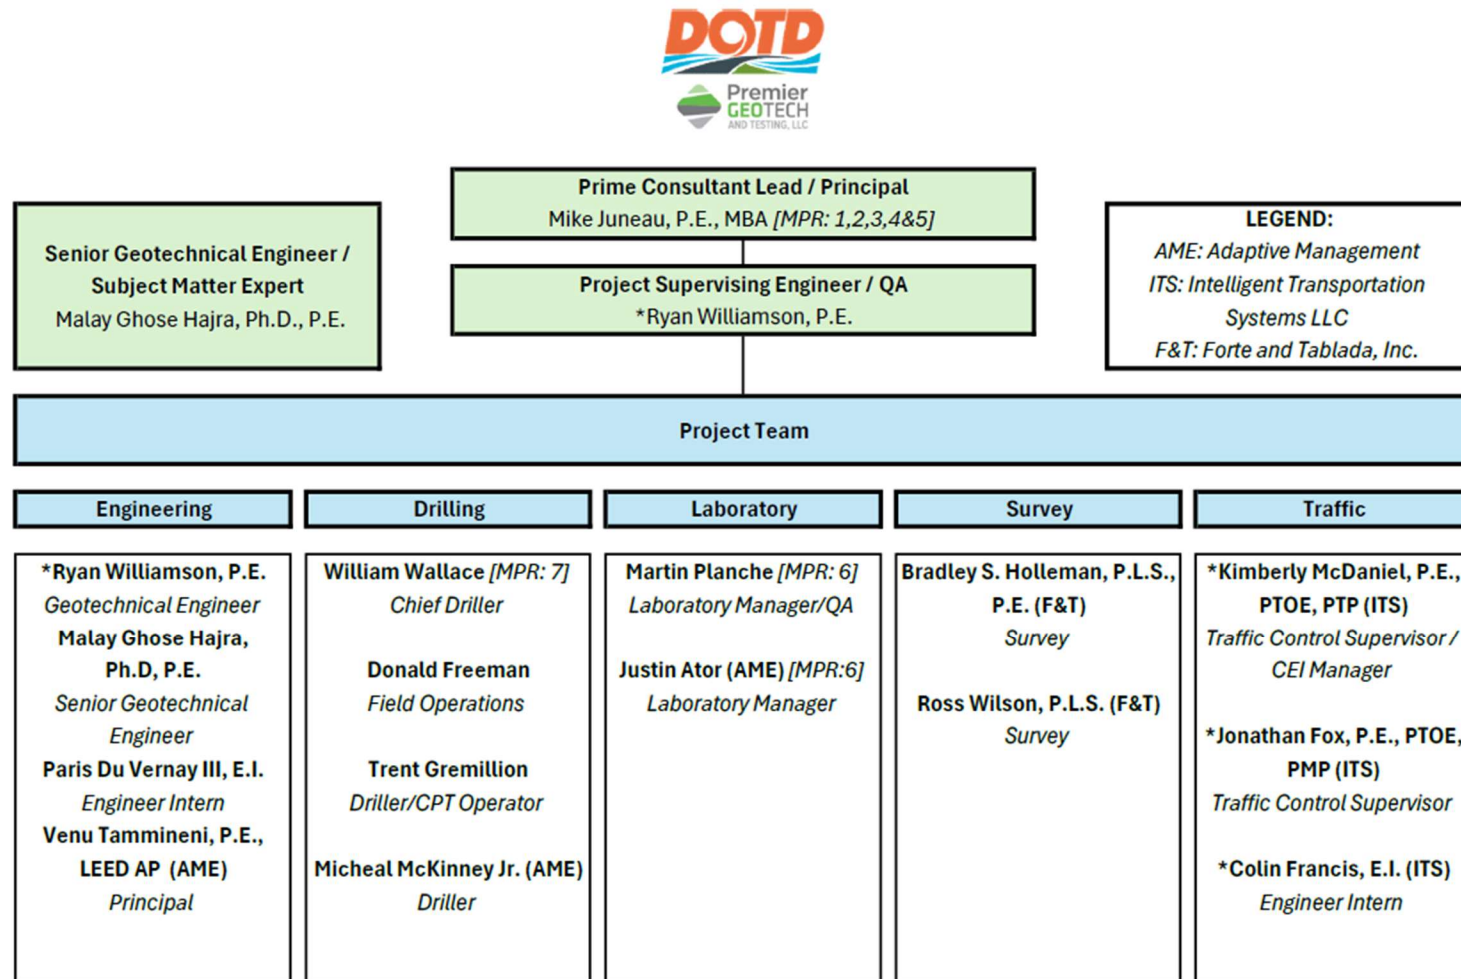 DOTD
Premier
GEOTECH
AND TESTING, LLC
Prime Consultant Lead / Principal
Mike Juneau, P.E., MBA [MPR: 1,2,3,4&5]
Senior Geotechnical Engineer /
Subject Matter Expert
Malay Ghose Hajra, Ph.D., P.E.
Project Supervising Engineer / QA
*Ryan Williamson, P.E.
LEGEND:
AME: Adaptive Management
ITS: Intelligent Transportation
Systems LLC
F&T: Forte and Tablada, Inc.
Project Team
Engineering
Drilling
Laboratory
Survey
Traffic
*Ryan Williamson, P.E.
Geotechnical Engineer
Malay Ghose Hajra,
Ph.D, P.E.
Senior Geotechnical
Engineer
Paris Du Vernay III, E.I.
Engineer Intern
Venu Tammineni, P.E.,
LEED AP (AME)
Principal
William Wallace [MPR: 7]
Chief Driller
Donald Freeman
Field Operations
Trent Gremillion
Driller/CPT Operator
Micheal McKinney Jr. (AME)
Driller
Martin Planche [MPR: 6]
Laboratory Manager/QA
Justin Ator (AME) [MPR:6]
Laboratory Manager
Bradley S. Holleman, P.L.S.,
P.E. (F&T)
Survey
Ross Wilson, P.L.S. (F&T)
Survey
*Kimberly McDaniel, P.E.,
PTOE, PTP (ITS)
Traffic Control Supervisor /
CEI Manager
*Jonathan Fox, P.E., PTOE,
PMP (ITS)
Traffic Control Supervisor
*Colin Francis, E.I. (ITS)
Engineer Intern